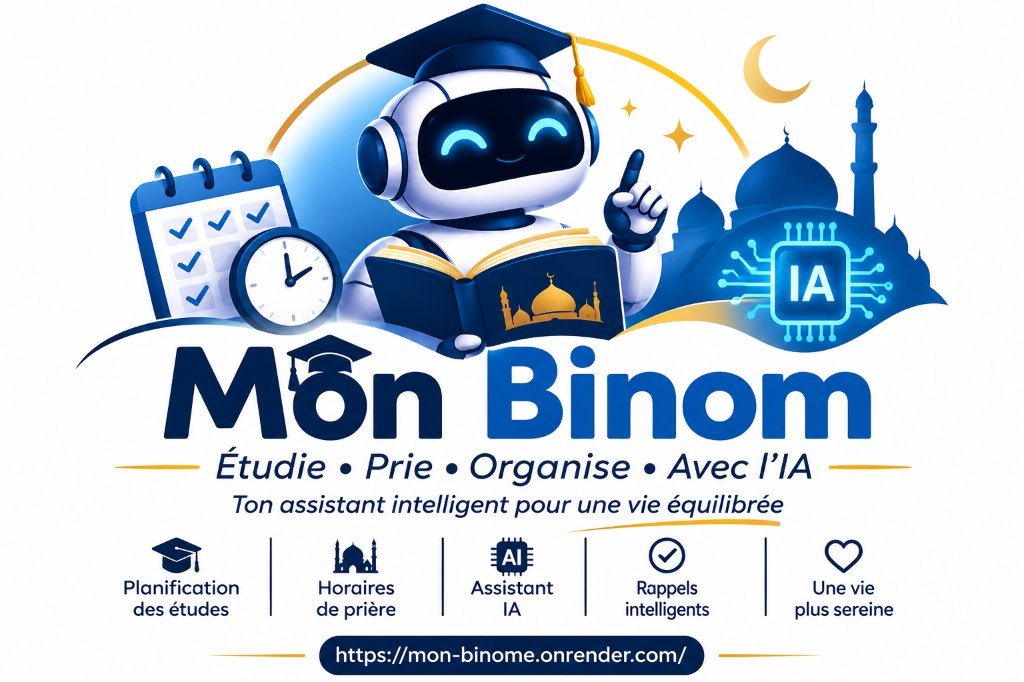 IA
Mon Binom
Étudie • Prie • Organise • Avec l'IA
Ton assistant intelligent pour une vie équilibrée
Planification
des études
Horaires
de prière
AI
Assistant
IA
Rappels
intelligents
Une vie
plus sereine
https://mon-binome.onrender.com/